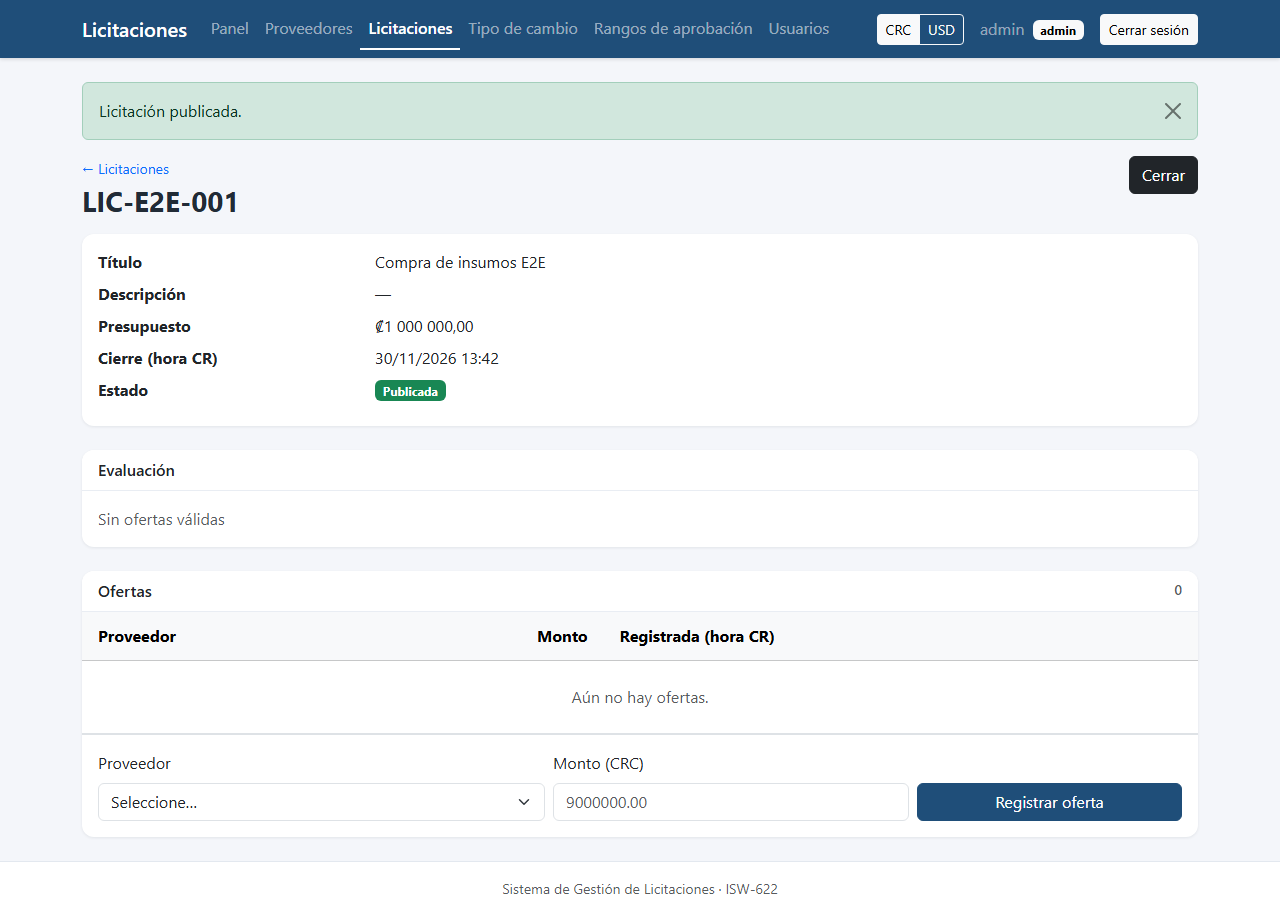 Licitaciones Panel Proveedores Licitaciones Tipo de cambio Rangos de aprobación Usuarios CRC USD admin admin Cerrar sesión
Licitación publicada.
← Licitaciones
Cerrar
LIC-E2E-001
Título Compra de insumos E2E
Descripción —
Presupuesto ₡1 000 000,00
Cierre (hora CR) 30/11/2026 13:42
Estado Publicada
Evaluación
Sin ofertas válidas
Ofertas 0
Proveedor Monto Registrada (hora CR)
Aún no hay ofertas.
Proveedor Monto (CRC)
Seleccione... 9000000.00 Registrar oferta
Sistema de Gestión de Licitaciones · ISW-622